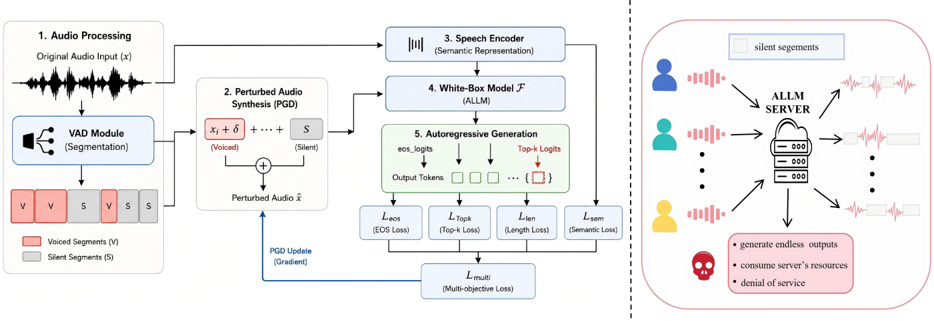 1. Audio Processing
Original Audio Input (x)
VAD Module
(Segmentation)
V V S V S S
Voiced Segments (V)
Silent Segments (S)
2. Perturbed Audio
Synthesis (PGD)
x_i + δ + ··· + S
(Voiced) (Silent)
+
Perturbed Audio x̂
PGD Update
(Gradient)
3. Speech Encoder
(Semantic Representation)
4. White-Box Model ℱ
(ALLM)
5. Autoregressive Generation
eos_logits Top-k Logits
Output Tokens ··· { }
L_eos
(EOS Loss)
L_Topk
(Top-k Loss)
L_len
(Length Loss)
L_sem
(Semantic Loss)
L_multi
(Multi-objective Loss)
silent segements
ALLM
SERVER
• generate endless outputs
• consume server's resources
• denial of service